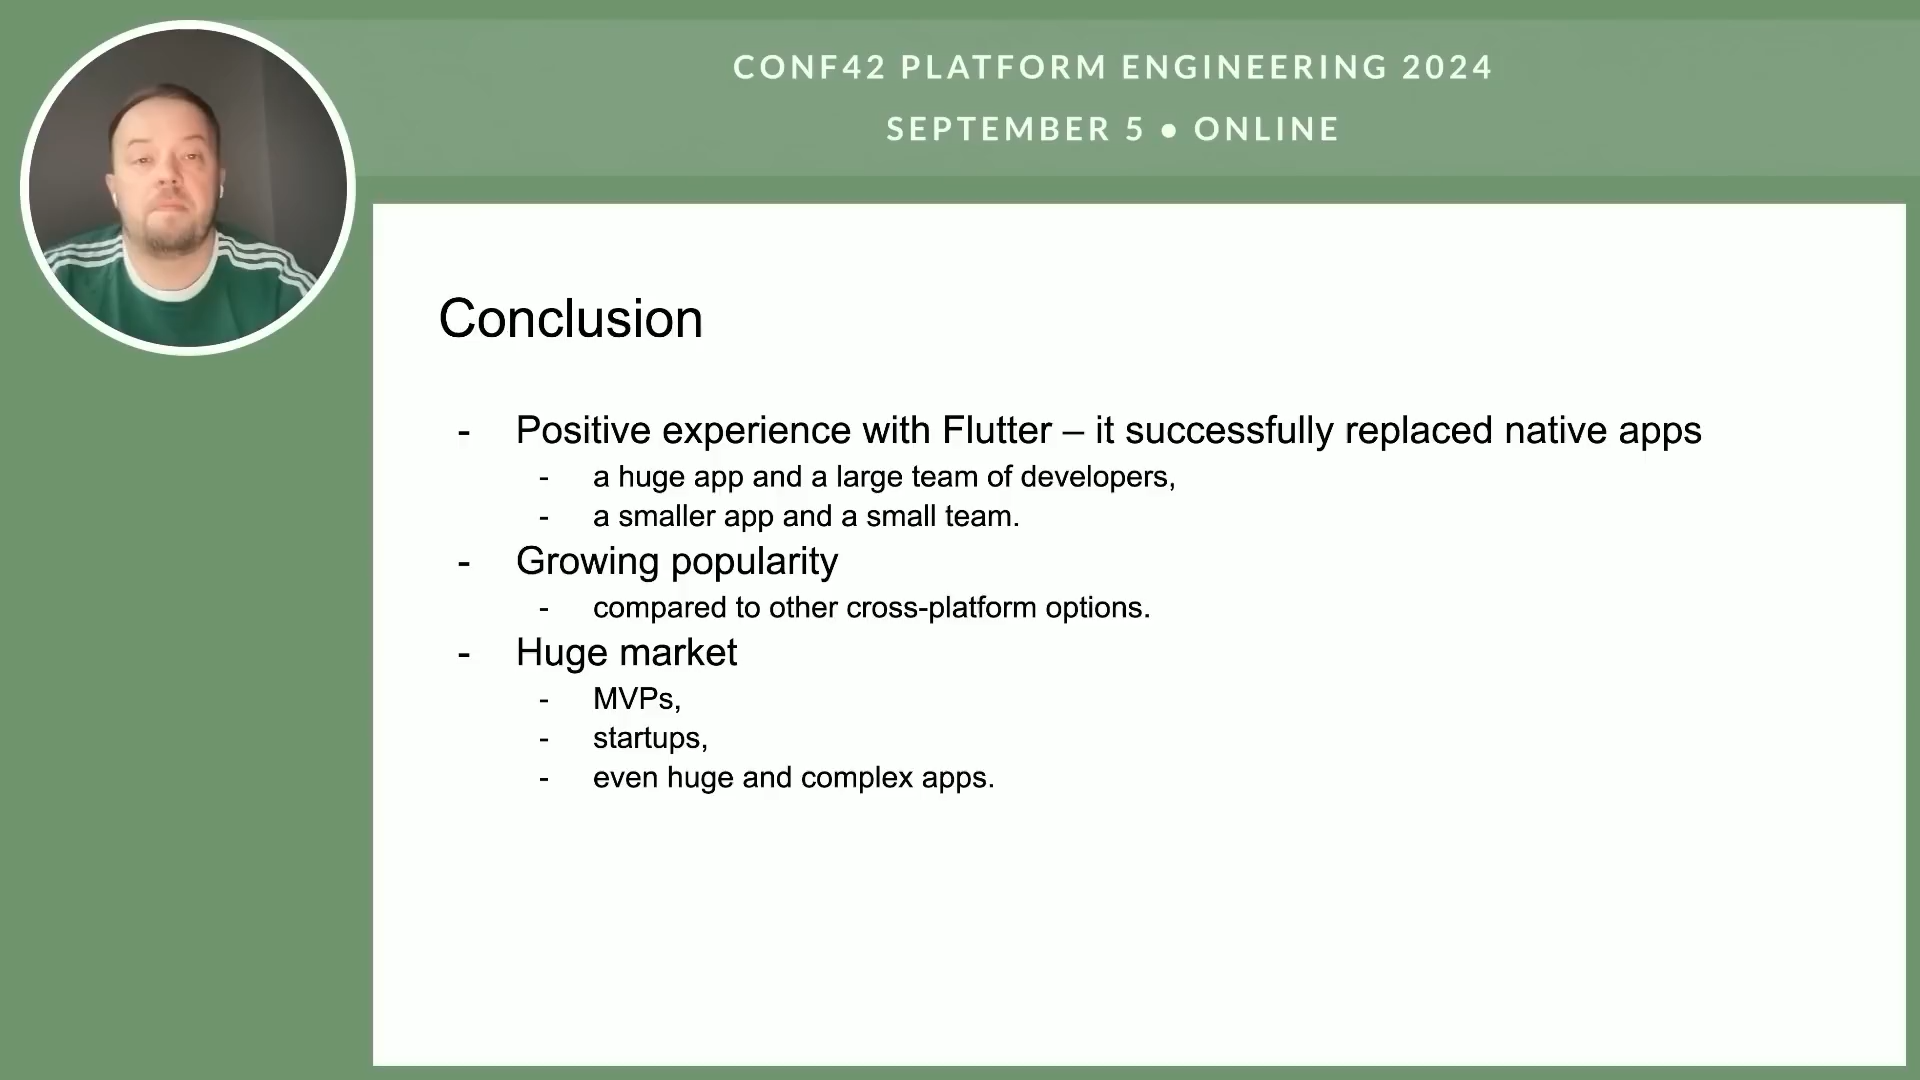 CONF42 PLATFORM ENGINEERING 2024
SEPTEMBER 5 ● ONLINE
Conclusion
- Positive experience with Flutter – it successfully replaced native apps
- a huge app and a large team of developers,
- a smaller app and a small team.
- Growing popularity
- compared to other cross-platform options.
- Huge market
- MVPs,
- startups,
- even huge and complex apps.